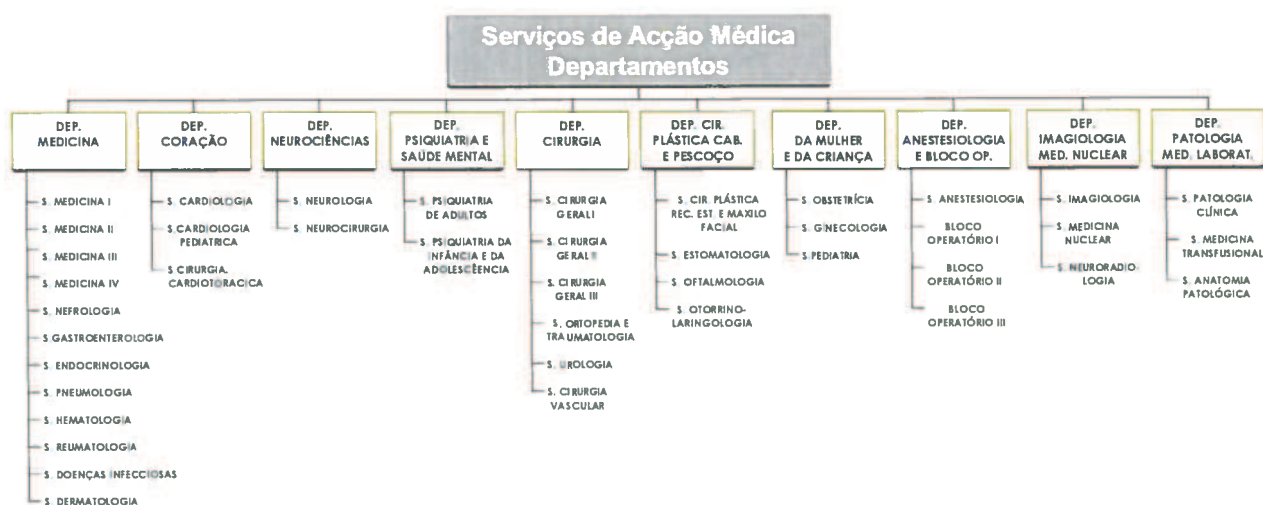 Serviços de Acção Médica
Departamentos
DEP.
MEDICINA
S. MEDICINA I
S. MEDICINA II
S. MEDICINA III
S. MEDICINA IV
S. NEFROLOGIA
S GASTROENTEROLOGIA
S. ENDOCRINOLOGIA
S. PNEUMOLOGIA
S. HEMATOLOGIA
S. REUMATOLOGIA
S. DOENÇAS INFECCIOSAS
S. DERMATOLOGIA
DEP.
CORAÇÃO
S. CARDIOLOGIA
S.CARDIOLOGIA
PEDIATRICA
S CIRURGIA.
CARDIOTORACICA
DEP.
NEUROCIÊNCIAS
S. NEUROLOGIA
S. NEUROCIRURGIA
DEP.
PSIQUIATRIA E
SAÚDE MENTAL
S. PSIQUIATRIA
DE ADULTOS
S. PSIQUIATRIA DA
INFÂNCIA E DA
ADOLESCÊENCIA
DEP.
CIRURGIA
S. CIRURGIA
GERAL I
S. CIRURGIA
GERAL II
S. CIRURGIA
GERAL III
S. ORTOPEDIA E
TRAUMATOLOGIA
S. UROLOGIA
S. CIRURGIA
VASCULAR
DEP. CIR.
PLÁSTICA CAB.
E PESCOÇO
S. CIR. PLÁSTICA
REC. EST. E MAXILO
FACIAL
S. ESTOMATOLOGIA
S. OFTALMOLOGIA
S. OTORRINO-
LARINGOLOGIA
DEP.
DA MULHER
E DA CRIANÇA
S. OBSTETRÍCIA
S. GINECOLOGIA
S.PEDIATRIA
DEP.
ANESTESIOLOGIA
E BLOCO OP.
S. ANESTESIOLOGIA
BLOCO
OPERATÓRIO I
BLOCO
OPERATÓRIO II
BLOCO
OPERATÓRIO III
DEP.
IMAGIOLOGIA
MED. NUCLEAR
S. IMAGIOLOGIA
S. MEDICINA
NUCLEAR
S. NEURORADIO-
LOGIA
DEP.
PATOLOGIA
MED. LABORAT.
S. PATOLOGIA
CLÍNICA
S. MEDICINA
TRANSFUSIONAL
S. ANATOMIA
PATOLÓGICA